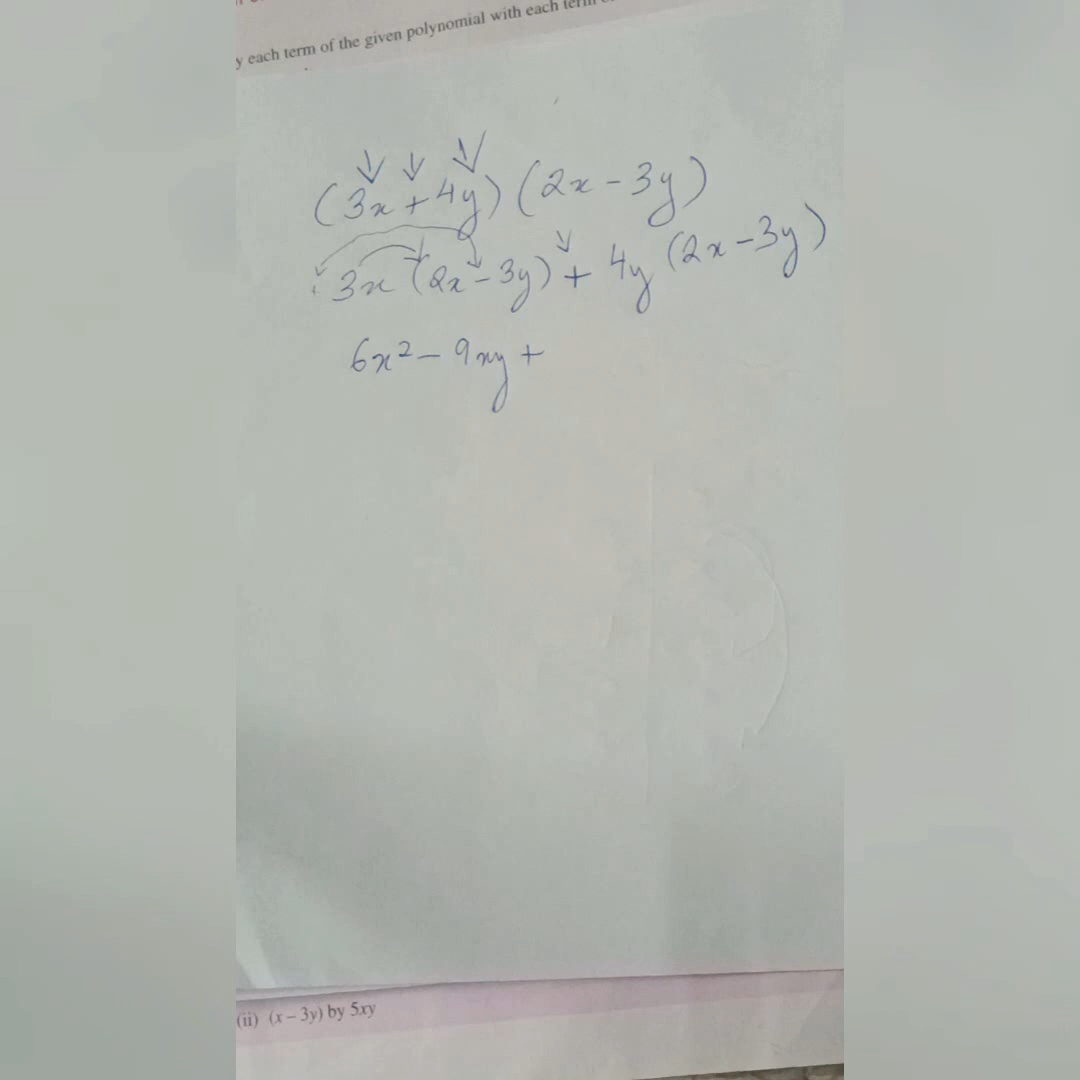 y each term of the given polynomial with each term
(3x + 4y) (2x - 3y)
3x (2x - 3y) + 4y (2x - 3y)
6x² - 9xy +
(ii) (x – 3y) by 5xy